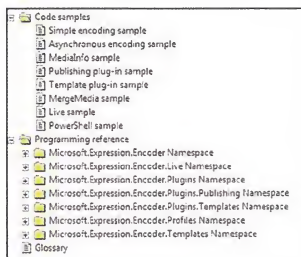 Code samples
Simple encoding sample
Asynchronous encoding sample
MediaInfo sample
Publishing plug-in sample
Template plug-in sample
MergeMedia sample
Live sample
PowerShell sample
Programming reference
Microsoft.Expression.Encoder Namespace
Microsoft.Expression.Encoder.Live Namespace
Microsoft.Expression.Encoder.Plugins Namespace
Microsoft.Expression.Encoder.Plugins.Publishing Namespace
Microsoft.Expression.Encoder.Plugins.Templates Namespace
Microsoft.Expression.Encoder.Profiles Namespace
Microsoft.Expression.Encoder.Templates Namespace
Glossary